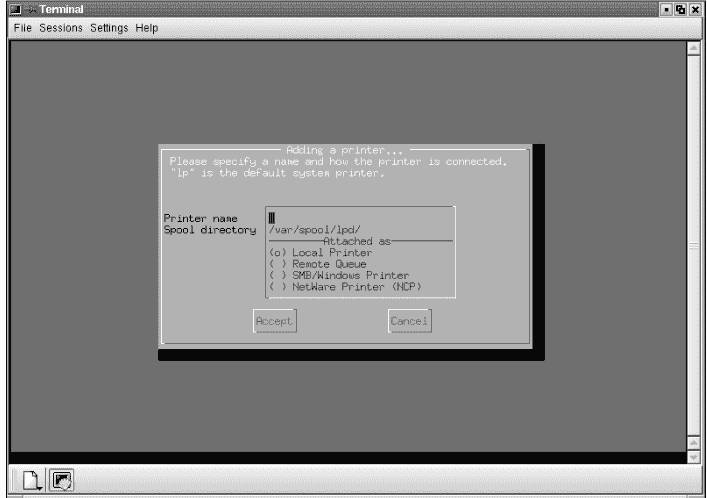 Terminal
File Sessions Settings Help
Adding a printer...
Please specify a name and how the printer is connected.
"lp" is the default system printer.
Printer name
Spool directory /var/spool/lpd/
Attached as
(o) Local Printer
( ) Remote Queue
( ) SMB/Windows Printer
( ) NetWare Printer (NCP)
Accept Cancel